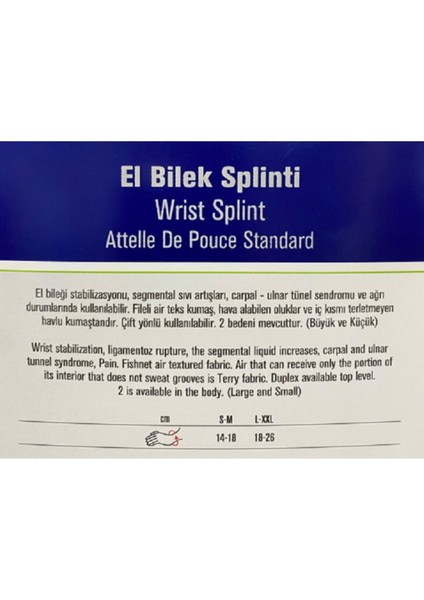 El Bilek Splinti
Wrist Splint
Attelle De Pouce Standard
El bileği stabilizasyonu, segmental sıvı artışları, carpal - ulnar tünel sendromu ve ağrı
durumlarında kullanılabilir. Fileli air teks kumaş, hava alabilen oluklar ve iç kısmı terletmeyen
havlu kumaştandır. Çift yönlü kullanılabilir. 2 bedeni mevcuttur. (Büyük ve Küçük)
Wrist stabilization, ligamentoz rupture, the segmental liquid increases, carpal and ulnar
tunnel syndrome, Pain. Fishnet air textured fabric. Air that can receive only the portion of
its interior that does not sweat grooves is Terry fabric. Duplex available top level.
2 is available in the body. (Large and Small)
cm S-M L-XXL
14-18 18-26